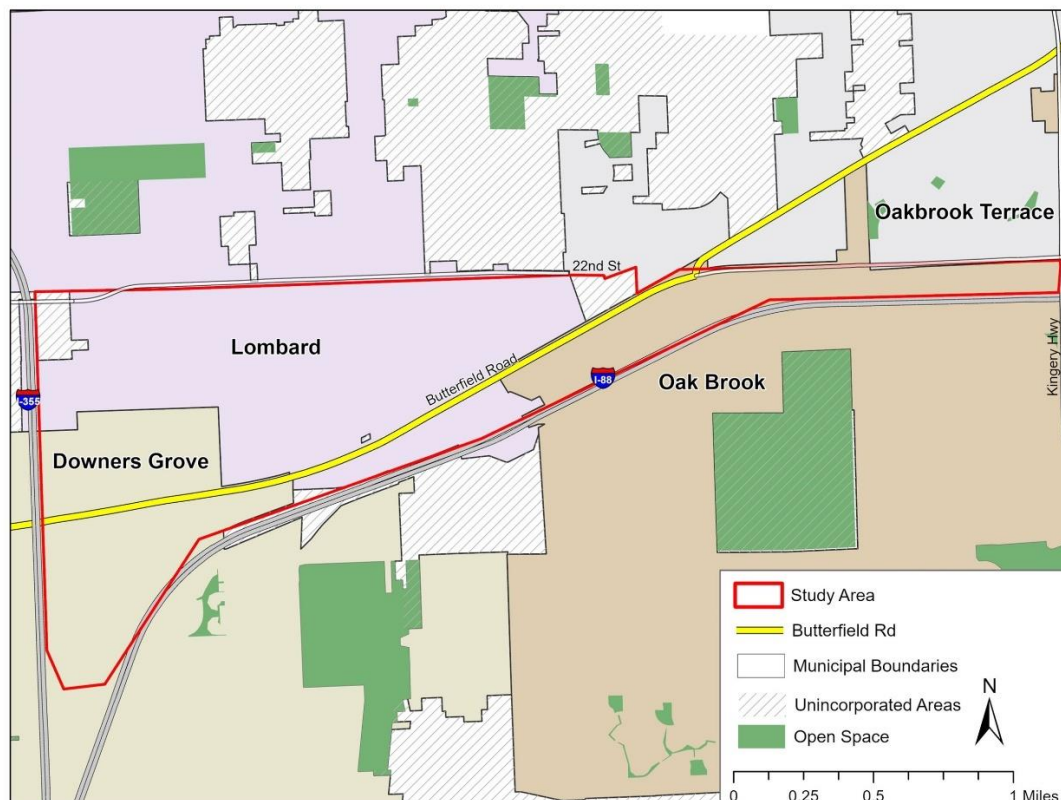 Oakbrook Terrace
22nd St
Kingery Hwy
Lombard
Butterfield Road
I-88
Oak Brook
I-355
Downers Grove
Study Area
Butterfield Rd
Municipal Boundaries
Unincorporated Areas
Open Space
N
0 0.25 0.5 1 Miles